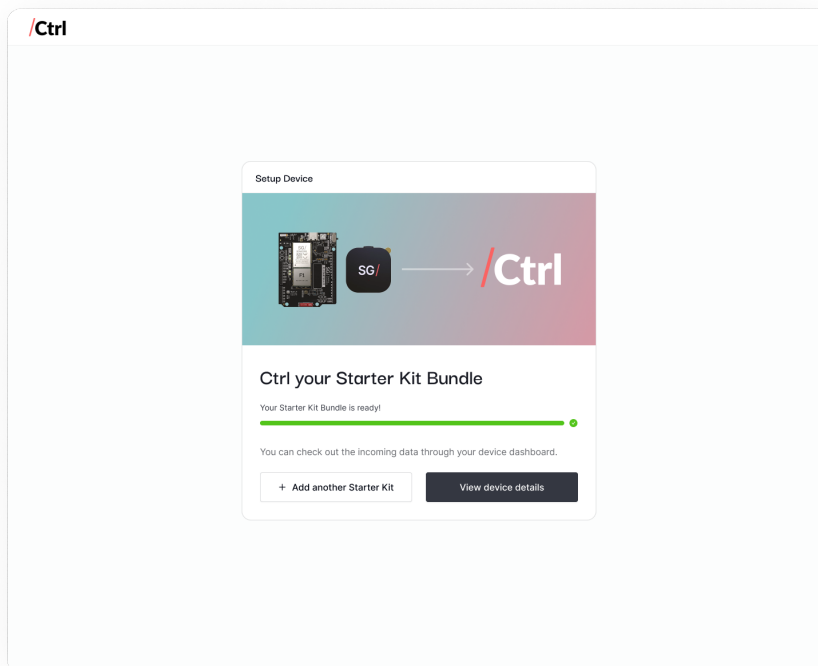 /Ctrl
Setup Device
SG/
/Ctrl
Ctrl your Starter Kit Bundle
Your Starter Kit Bundle is ready!
You can check out the incoming data through your device dashboard.
+ Add another Starter Kit
View device details